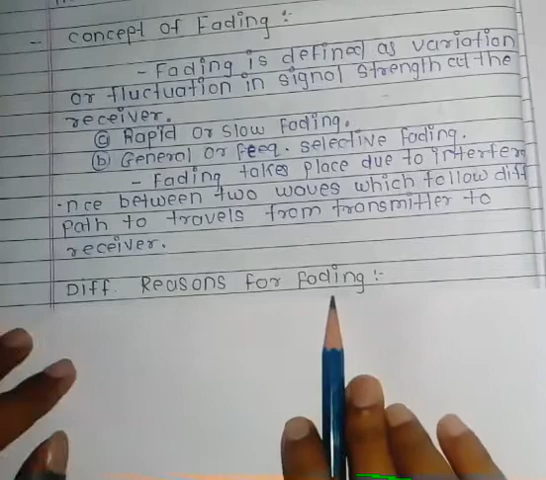 - concept of Fading :-
- Fading is defined as variation
or fluctuation in signal strength at the
receiver.
ⓐ Rapid or slow fading.
ⓑ General or freq. selective fading.
- Fading takes place due to interfere
nce between two waves which follow diff
path to travels from transmitter to
receiver.
Diff. Reasons for fading :-